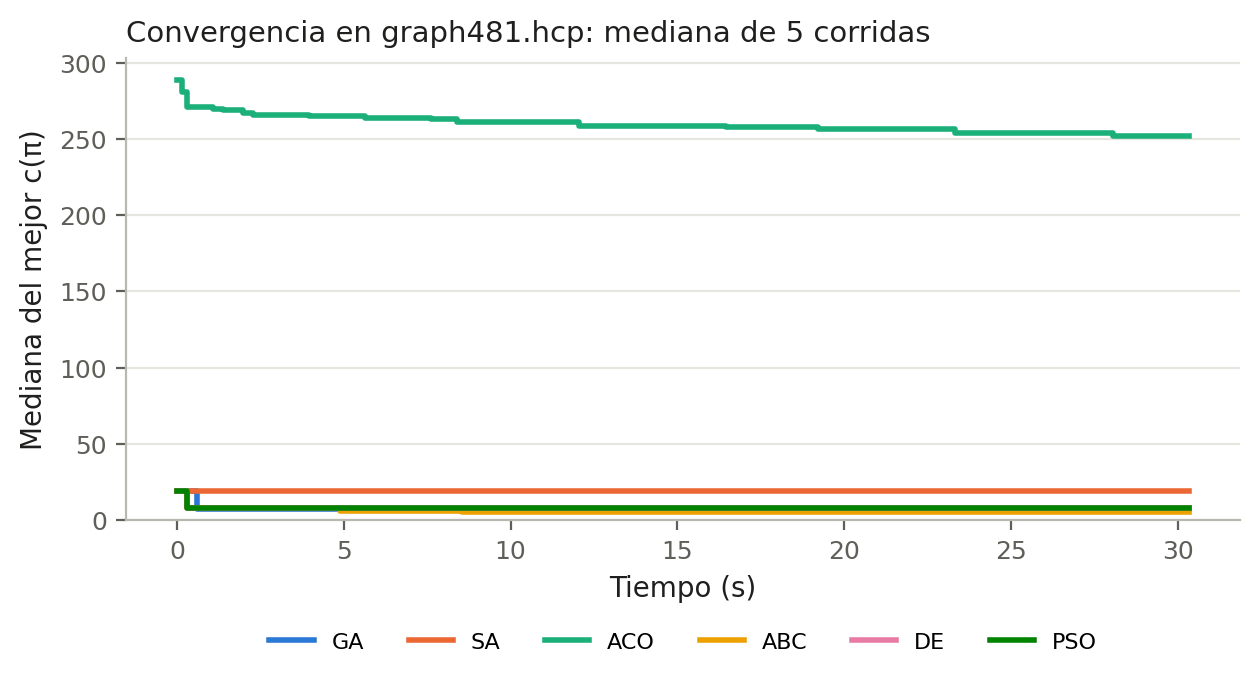 Convergencia en graph481.hcp: mediana de 5 corridas
300
250
200
150
100
50
0
Mediana del mejor c(π)
0 5 10 15 20 25 30
Tiempo (s)
GA SA ACO ABC DE PSO